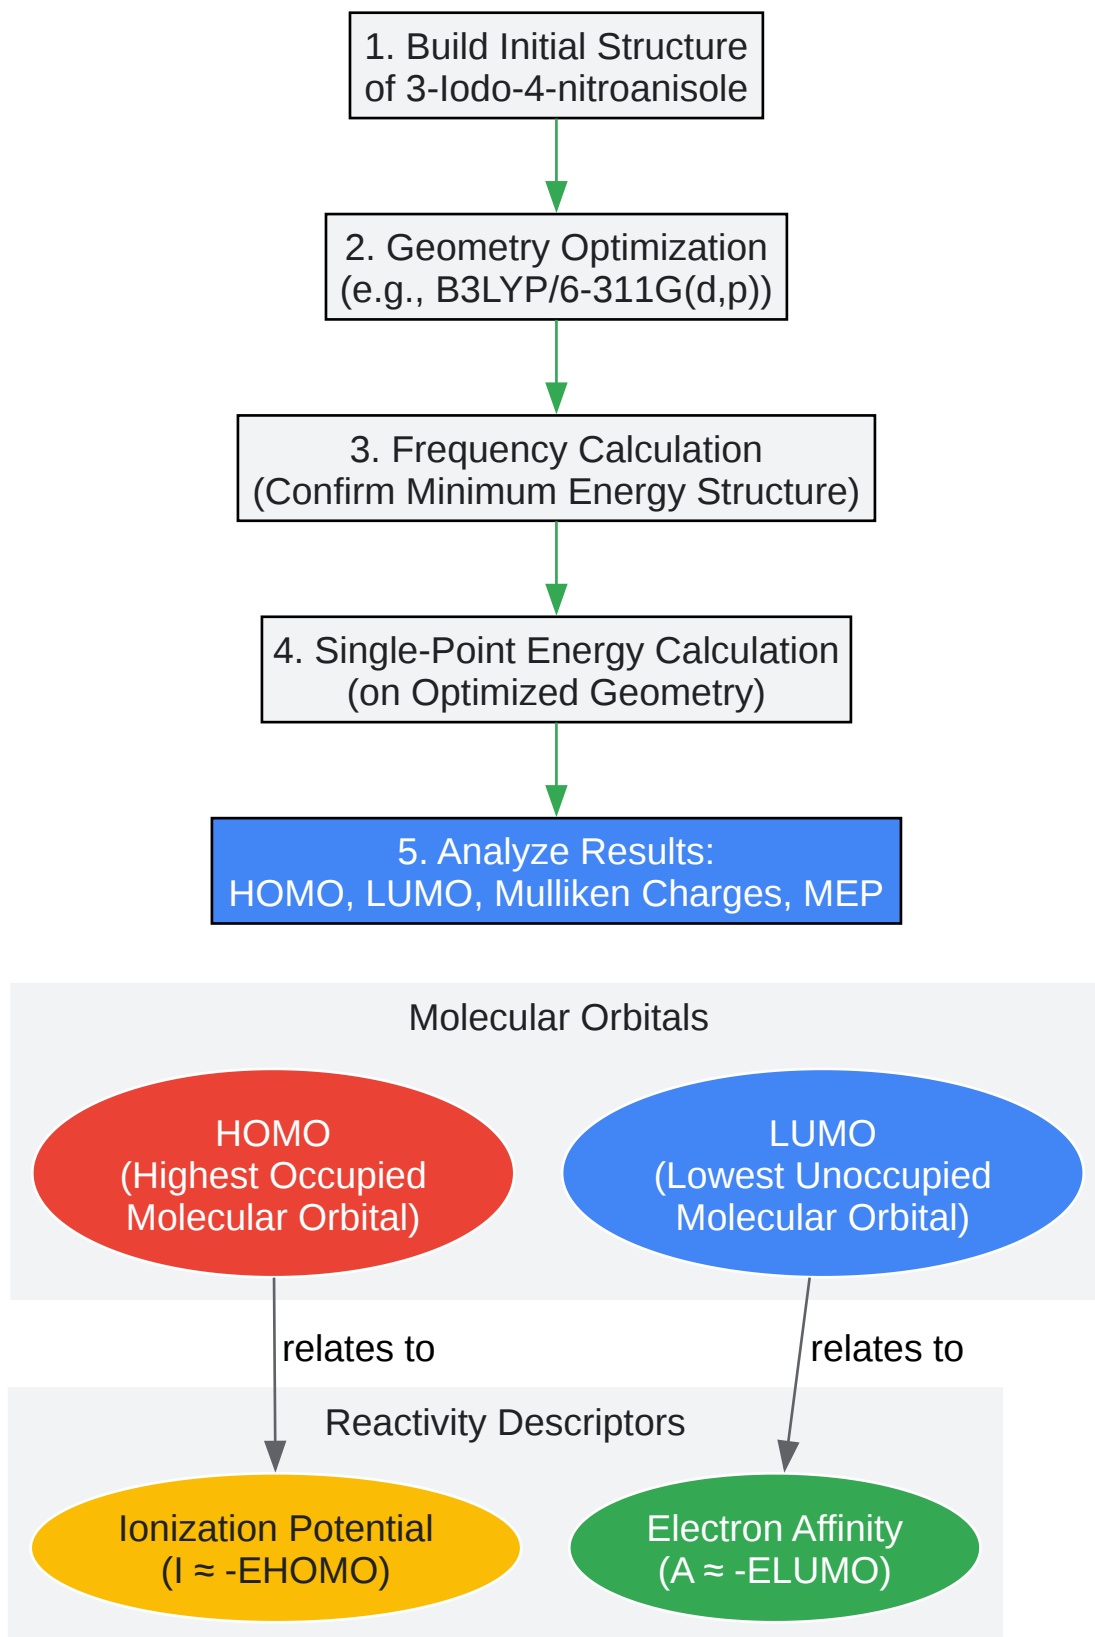 1. Build Initial Structure
of 3-Iodo-4-nitroanisole
2. Geometry Optimization
(e.g., B3LYP/6-311G(d,p))
3. Frequency Calculation
(Confirm Minimum Energy Structure)
4. Single-Point Energy Calculation
(on Optimized Geometry)
5. Analyze Results:
HOMO, LUMO, Mulliken Charges, MEP
Molecular Orbitals
HOMO
(Highest Occupied
Molecular Orbital)
LUMO
(Lowest Unoccupied
Molecular Orbital)
relates to
relates to
Reactivity Descriptors
Ionization Potential
(I ≈ -EHOMO)
Electron Affinity
(A ≈ -ELUMO)